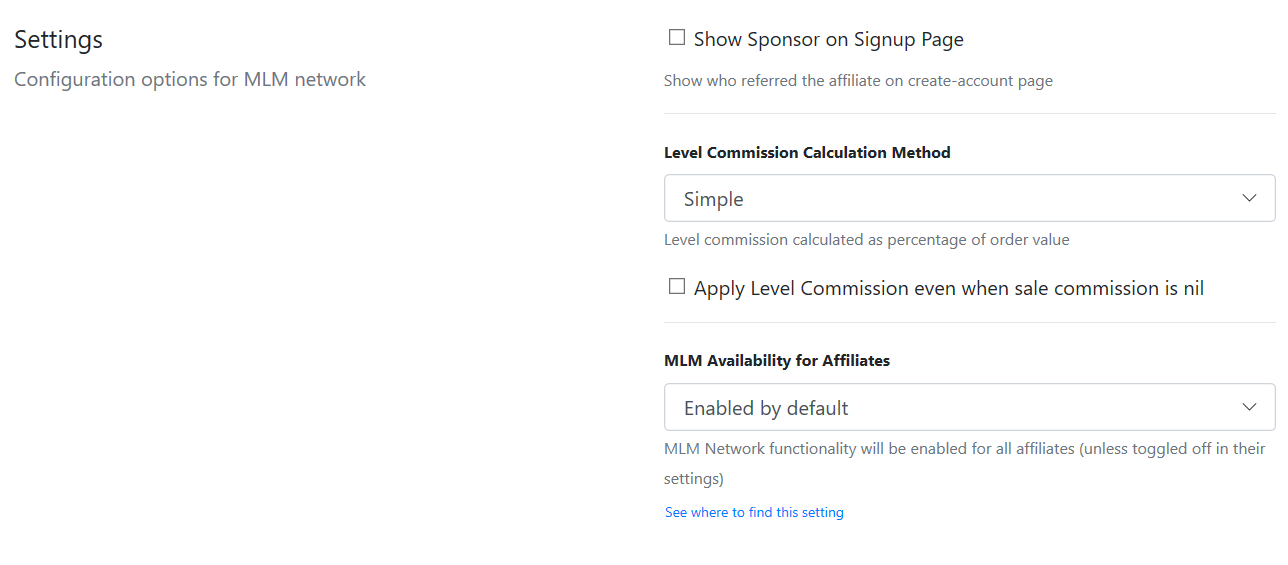 Settings
Configuration options for MLM network
Show Sponsor on Signup Page
Show who referred the affiliate on create-account page
Level Commission Calculation Method
Simple
Level commission calculated as percentage of order value
Apply Level Commission even when sale commission is nil
MLM Availability for Affiliates
Enabled by default
MLM Network functionality will be enabled for all affiliates (unless toggled off in their
settings)
See where to find this setting